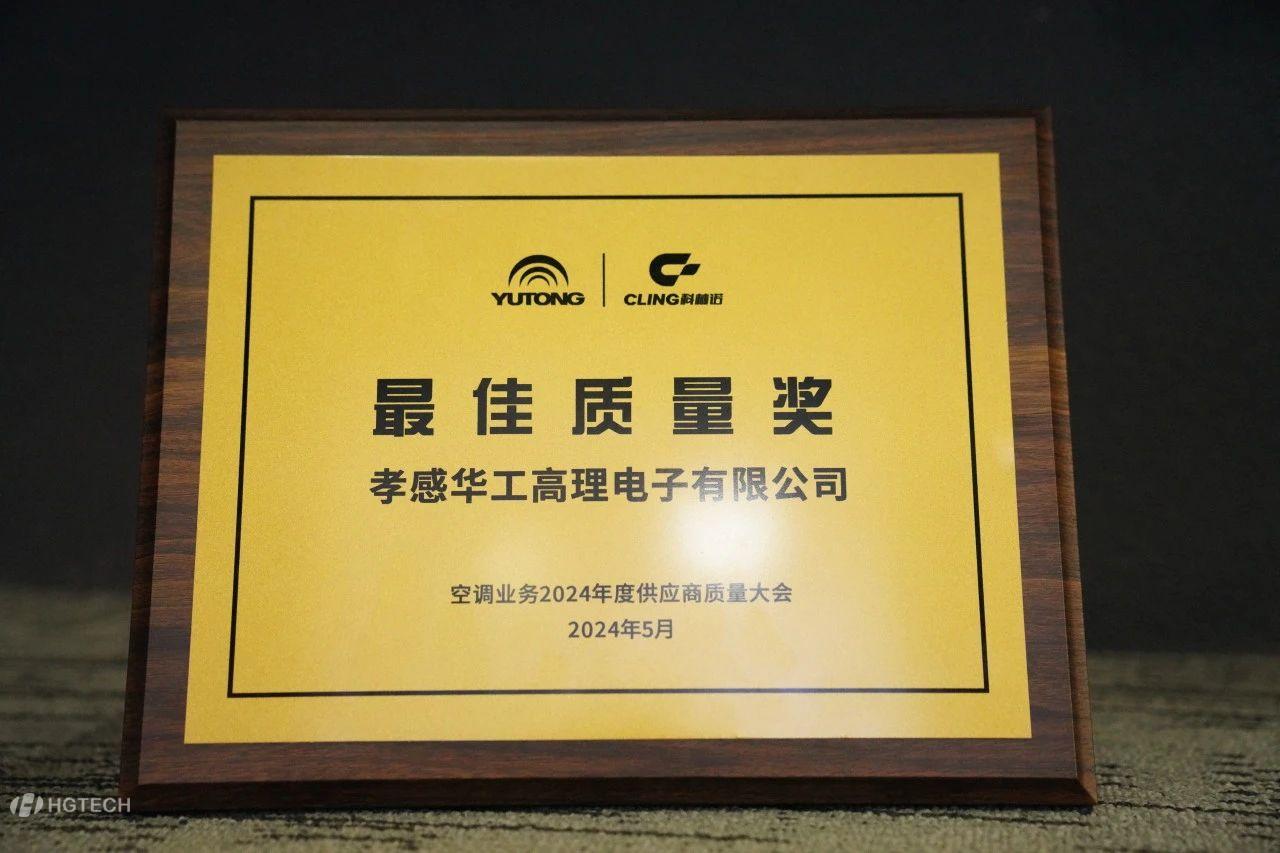 YUTONG
CLING科林诺
最佳质量奖
孝感华工高理电子有限公司
空调业务2024年度供应商质量大会
2024年5月
HGTECH